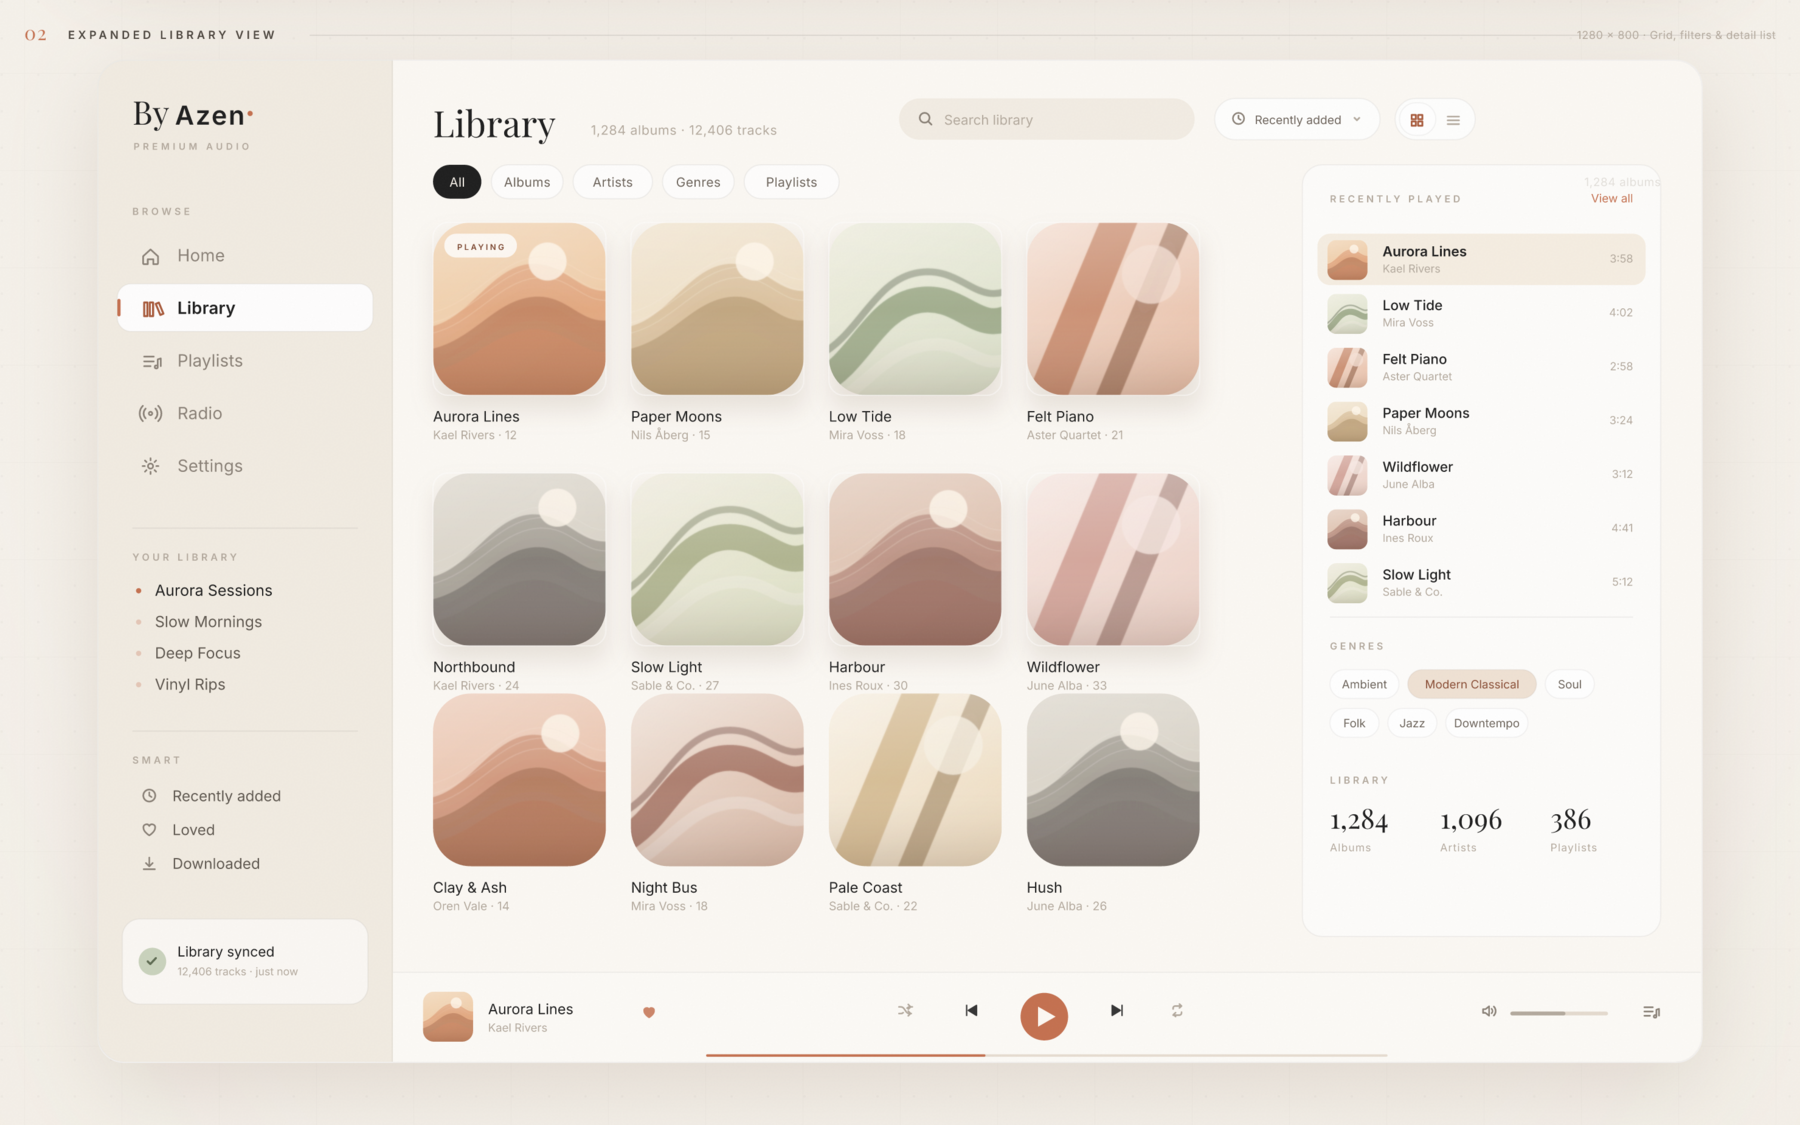 02 EXPANDED LIBRARY VIEW
1280 × 800 · Grid, filters & detail list
By Azen
PREMIUM AUDIO
BROWSE
Home
Library
Playlists
Radio
Settings
YOUR LIBRARY
Aurora Sessions
Slow Mornings
Deep Focus
Vinyl Rips
SMART
Recently added
Loved
Downloaded
Library synced
12,406 tracks · just now
Library
1,284 albums · 12,406 tracks
Search library
Recently added
All Albums Artists Genres Playlists
PLAYING
Aurora Lines
Kael Rivers · 12
Paper Moons
Nils Åberg · 15
Low Tide
Mira Voss · 18
Felt Piano
Aster Quartet · 21
Northbound
Kael Rivers · 24
Slow Light
Sable & Co. · 27
Harbour
Ines Roux · 30
Wildflower
June Alba · 33
Clay & Ash
Oren Vale · 14
Night Bus
Mira Voss · 18
Pale Coast
Sable & Co. · 22
Hush
June Alba · 26
1,284 albums
RECENTLY PLAYED View all
Aurora Lines
Kael Rivers
3:58
Low Tide
Mira Voss
4:02
Felt Piano
Aster Quartet
2:58
Paper Moons
Nils Åberg
3:24
Wildflower
June Alba
3:12
Harbour
Ines Roux
4:41
Slow Light
Sable & Co.
5:12
GENRES
Ambient Modern Classical Soul
Folk Jazz Downtempo
LIBRARY
1,284 1,096 386
Albums Artists Playlists
Aurora Lines
Kael Rivers